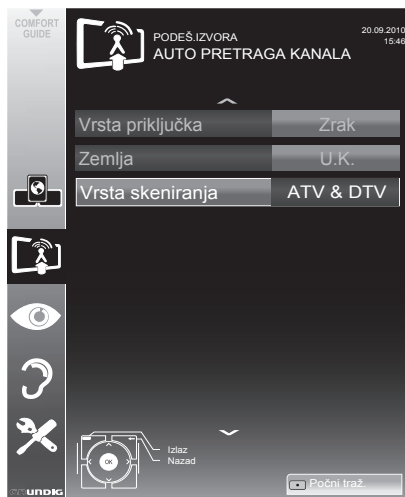 COMFORT
GUIDE
PODEŠ.IZVORA
AUTO PRETRAGA KANALA
20.09.2010
15:46
Vrsta priključka Zrak
Zemlja U.K.
Vrsta skeniranja ATV & DTV
OK
Izlaz
Nazad
Počni traž.
GRUNDIG